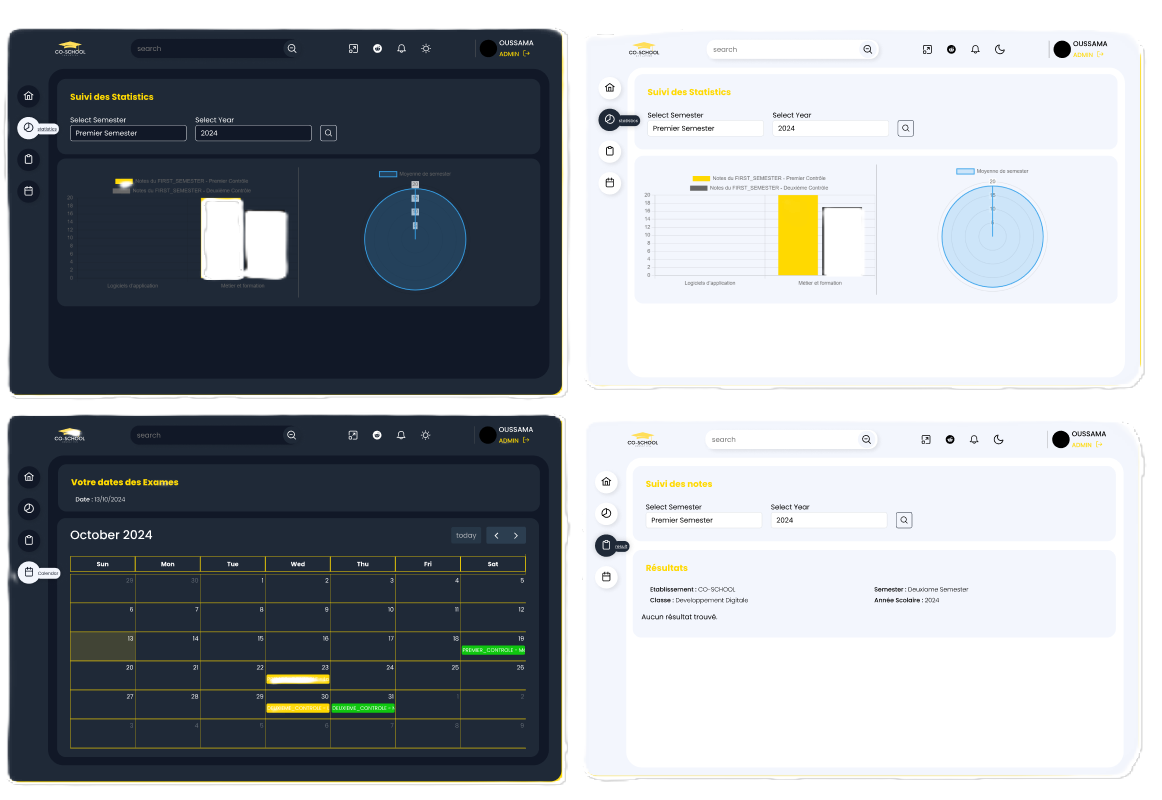 CO-SCHOOL
search
OUSSAMA
ADMIN
Suivi des Statistics
Select Semester
Select Year
Premier Semester
2024
statistics
Notes du FIRST_SEMESTER - Premier Contrôle
Notes du FIRST_SEMESTER - Deuxième Contrôle
20
18
16
14
12
10
8
6
4
2
0
Logiciels d'application
Métier et formation
Moyenne de semester
CO-SCHOOL
search
OUSSAMA
ADMIN
Suivi des Statistics
Select Semester
Select Year
Premier Semester
2024
statistics
Notes du FIRST_SEMESTER - Premier Contrôle
Notes du FIRST_SEMESTER - Deuxième Contrôle
20
18
16
14
12
10
8
6
4
2
0
Logiciels d'application
Métier et formation
Moyenne de semester
20
15
10
CO-SCHOOL
search
OUSSAMA
ADMIN
Votre dates des Exames
Date : 13/10/2024
Calendar
October 2024
today
Sun Mon Tue Wed Thu Fri Sat
29 30 1 2 3 4 5
6 7 8 9 10 11 12
13 14 15 16 17 18 19
PREMIER_CONTROLE - M
20 21 22 23 24 25 26
27 28 29 30 31 1 2
DEUXIEME_CONTROLE -
3 4 5 6 7 8 9
CO-SCHOOL
search
OUSSAMA
ADMIN
Suivi des notes
Select Semester
Select Year
Premier Semester
2024
result
Résultats
Etablissement : CO-SCHOOL
Semester : Deuxiame Semester
Classe : Developpement Digitale
Année Scolaire : 2024
Aucun résultat trouvé.